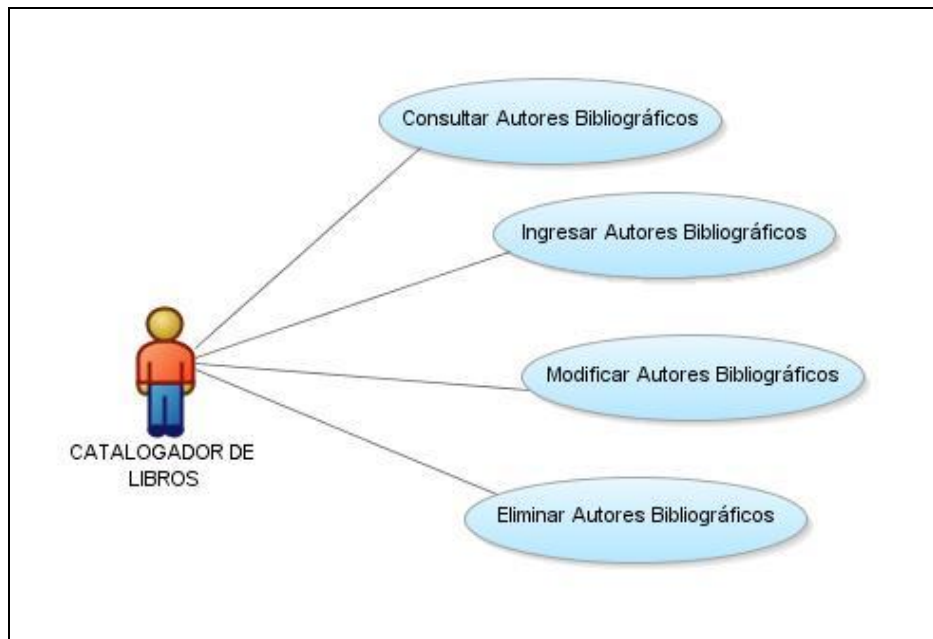 Consultar Autores Bibliográficos
Ingresar Autores Bibliográficos
Modificar Autores Bibliográficos
CATALOGADOR DE
LIBROS
Eliminar Autores Bibliográficos